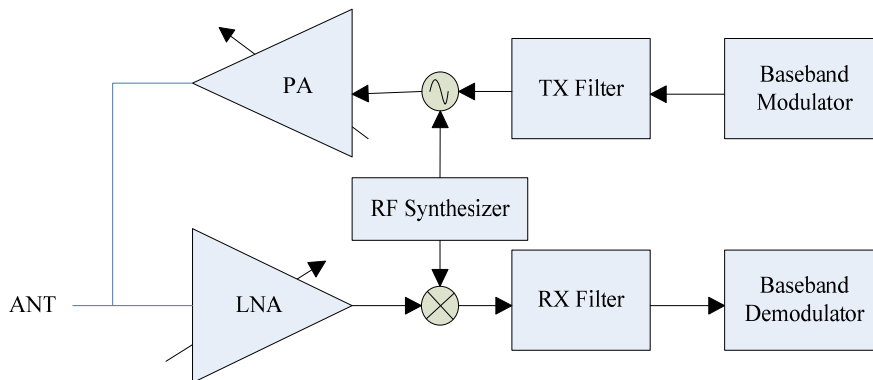 PA
TX Filter
Baseband
Modulator
RF Synthesizer
ANT
LNA
RX Filter
Baseband
Demodulator